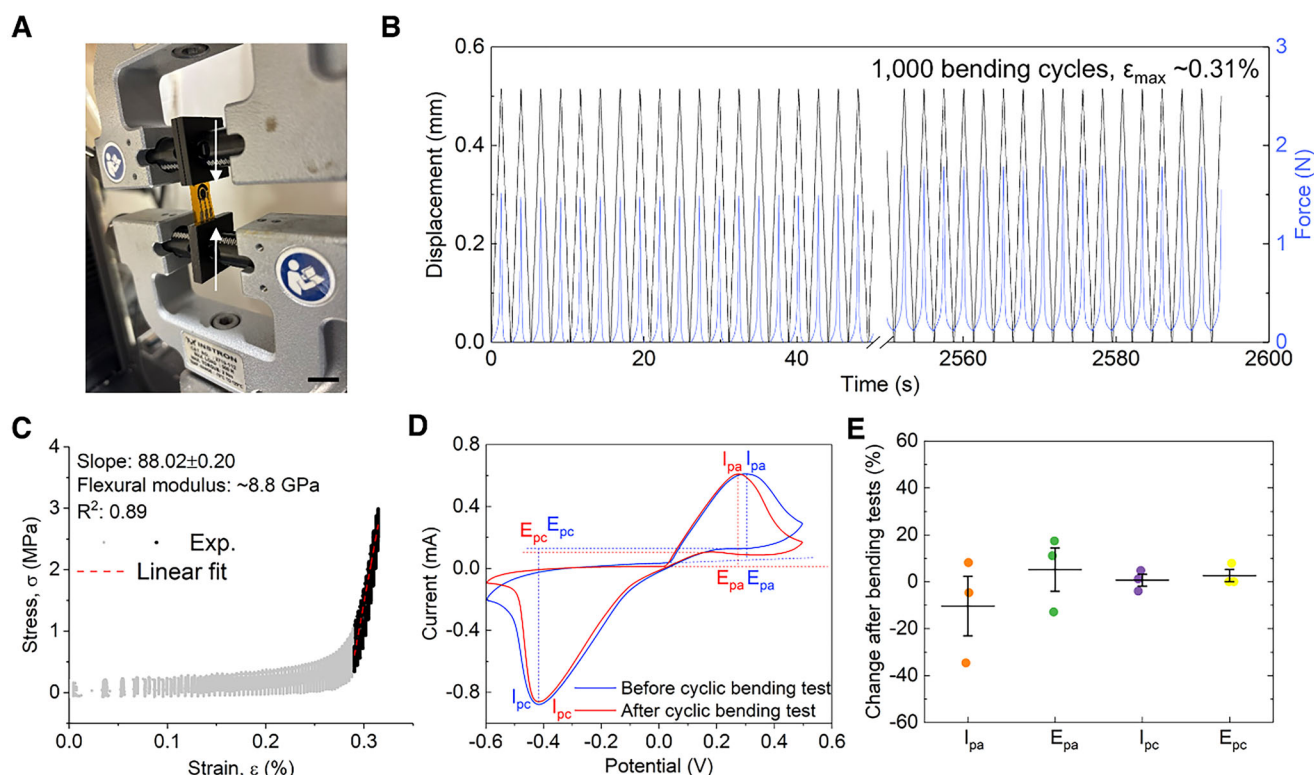 A
INSTRON
B
1,000 bending cycles, εmax ~0.31%
Displacement (mm)
0.6
0.4
0.2
0.0
Force (N)
3
2
1
0
0 20 40 2560 2580 2600
Time (s)
C
Slope: 88.02±0.20
Flexural modulus: ~8.8 GPa
R²: 0.89
Exp.
Linear fit
Stress, σ (MPa)
4
3
2
1
0
0.0 0.1 0.2 0.3
Strain, ε (%)
D
Current (mA)
0.8
0.4
0.0
-0.4
-0.8
Ipa Ipa
Epc Epc
Epa Epa
Ipc Ipc
Before cyclic bending test
After cyclic bending test
-0.6 -0.4 -0.2 0.0 0.2 0.4 0.6
Potential (V)
E
Change after bending tests (%)
60
40
20
0
-20
-40
-60
Ipa Epa Ipc Epc